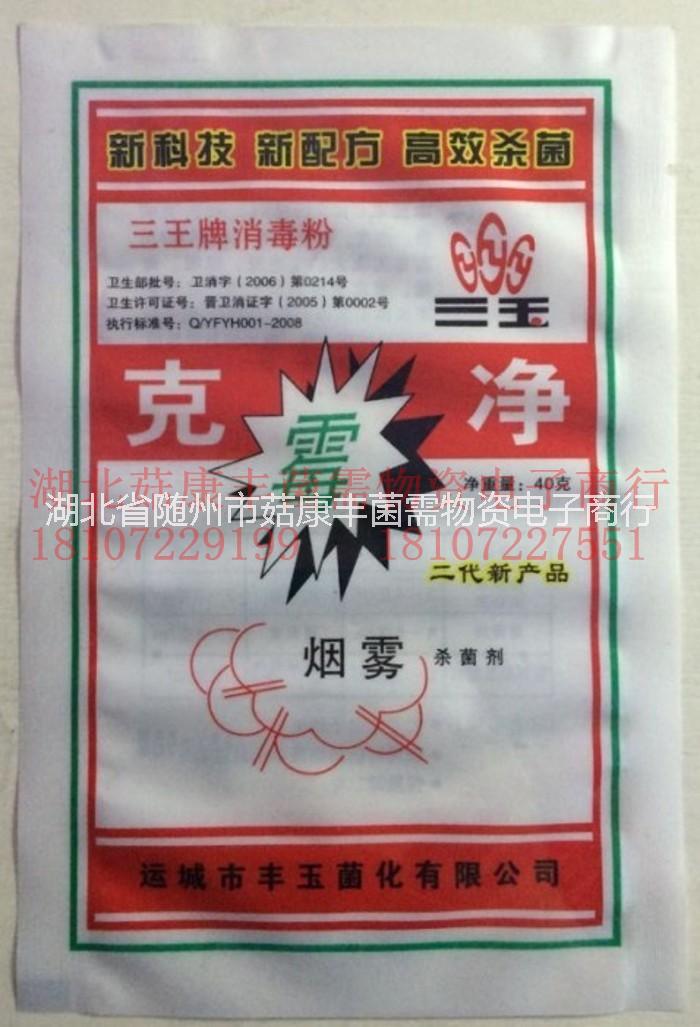 新科技 新配方 高效杀菌
三王牌消毒粉
卫生部批号：卫消字（2006）第0214号
卫生许可证号：晋卫消证字（2005）第0002号
执行标准号：Q/YFYH001-2008
三玉
克霉净
净重量：40克
湖北菇康丰菌需物资电子商行
湖北省随州市菇康丰菌需物资电子商行
18107229199 18107227551
二代新产品
烟雾 杀菌剂
运城市丰玉菌化有限公司